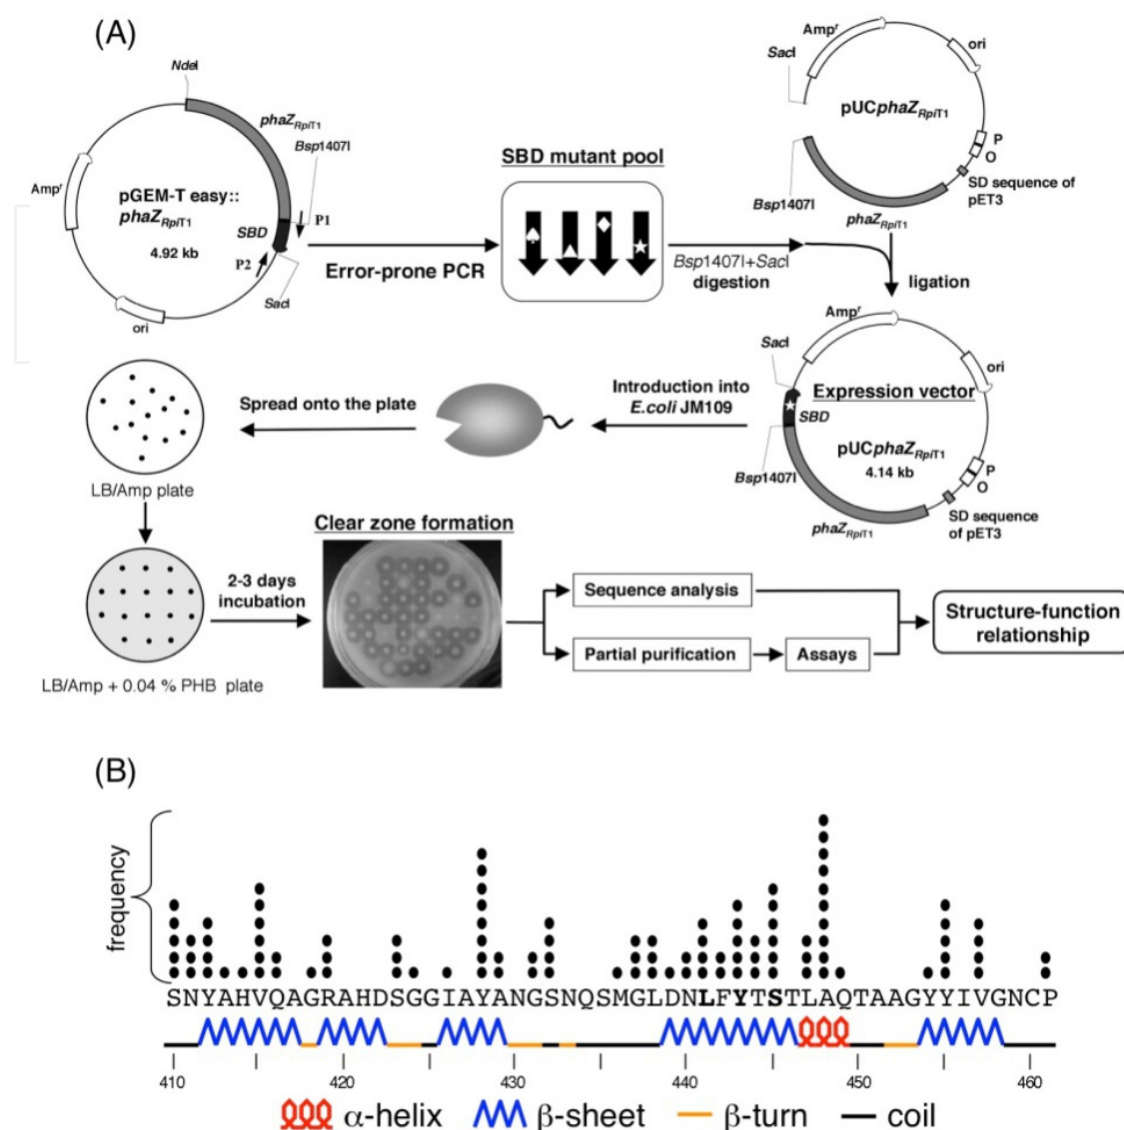 (A)
NdeI
phaZRpiT1
Bsp1407I
Ampr
pGEM-T easy::
phaZRpiT1
4.92 kb
SBD
P1
P2
SacI
ori
Error-prone PCR
SBD mutant pool
Bsp1407I+SacI
digestion
Ampr
ori
SacI
pUCphaZRpiT1
P
O
SD sequence of
pET3
Bsp1407I
phaZRpiT1
ligation
Ampr
SacI
ori
Expression vector
SBD
pUCphaZRpiT1
4.14 kb
Bsp1407I
P
O
SD sequence
of pET3
phaZRpiT1
Introduction into
E.coli JM109
Spread onto the plate
LB/Amp plate
LB/Amp + 0.04 % PHB plate
2-3 days
incubation
Clear zone formation
Sequence analysis
Partial purification
Assays
Structure-function
relationship
(B)
frequency
SNYAHVQAGRAHDSGGIAYANGSNQSMGLDNLFYTSTLAQTAAGYYIVGNCP
410 420 430 440 450 460
α-helix β-sheet β-turn coil